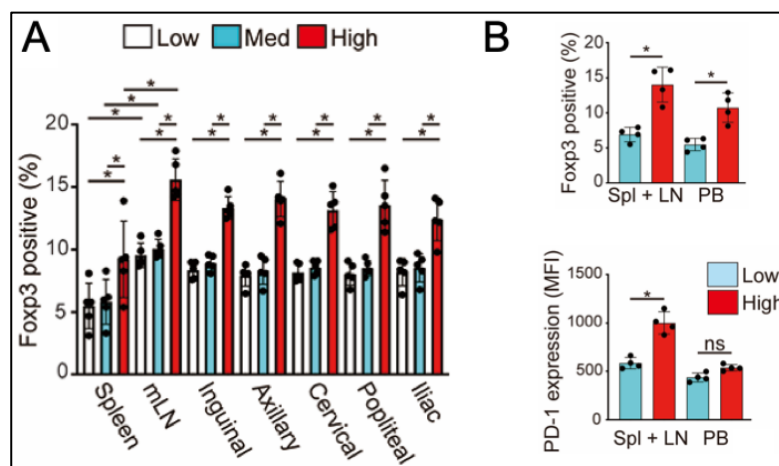 A
Low Med High
Foxp3 positive (%)
20
15
10
5
0
* * * * * * * * * * * * * * * * *
Spleen mLN Inguinal Axillary Cervical Popliteal Iliac
B
Foxp3 positive (%)
20
15
10
5
0
* *
Spl + LN PB
PD-1 expression (MFI)
1500
1000
500
0
* ns
Low
High
Spl + LN PB